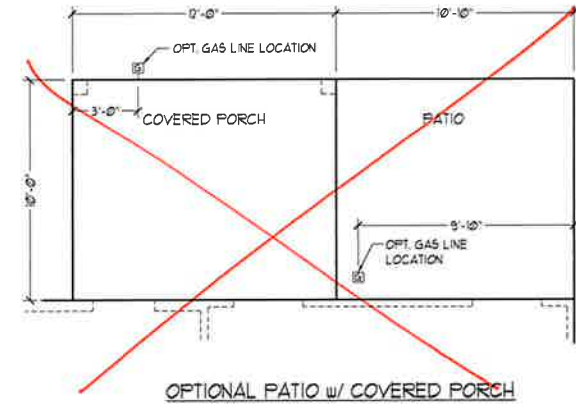 12'-0" 10'-10"
OPT. GAS LINE LOCATION
G
3'-0"
COVERED PORCH PATIO
10'-0"
9'-10"
OPT. GAS LINE
LOCATION
G
OPTIONAL PATIO w/ COVERED PORCH